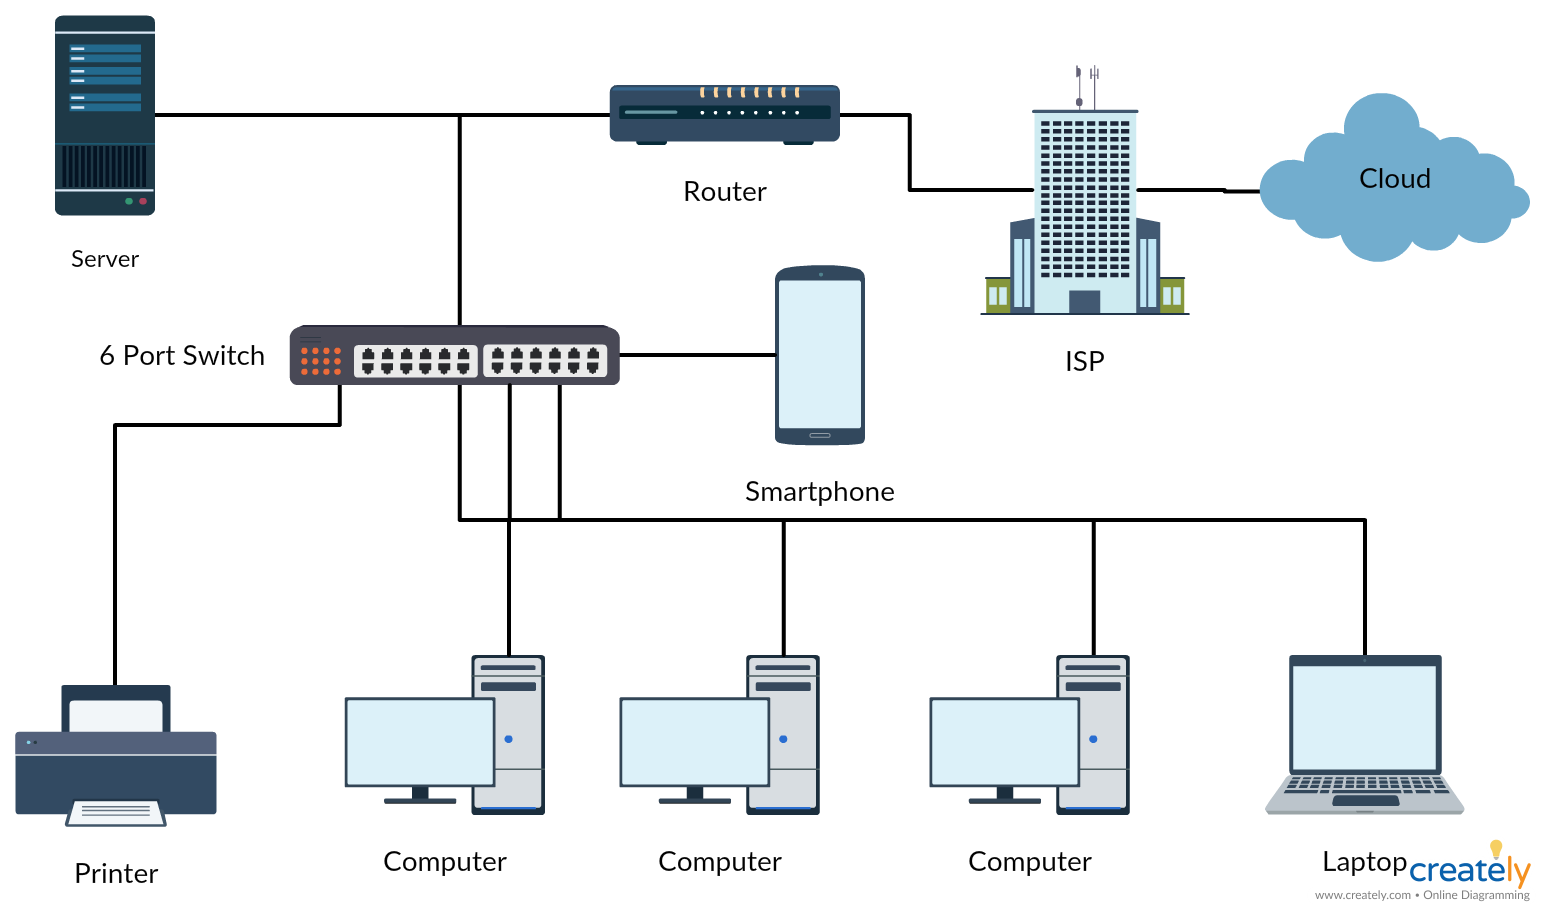 Server
Router
Cloud
6 Port Switch
ISP
Smartphone
Printer
Computer
Computer
Computer
Laptop
creately
www.creately.com • Online Diagramming